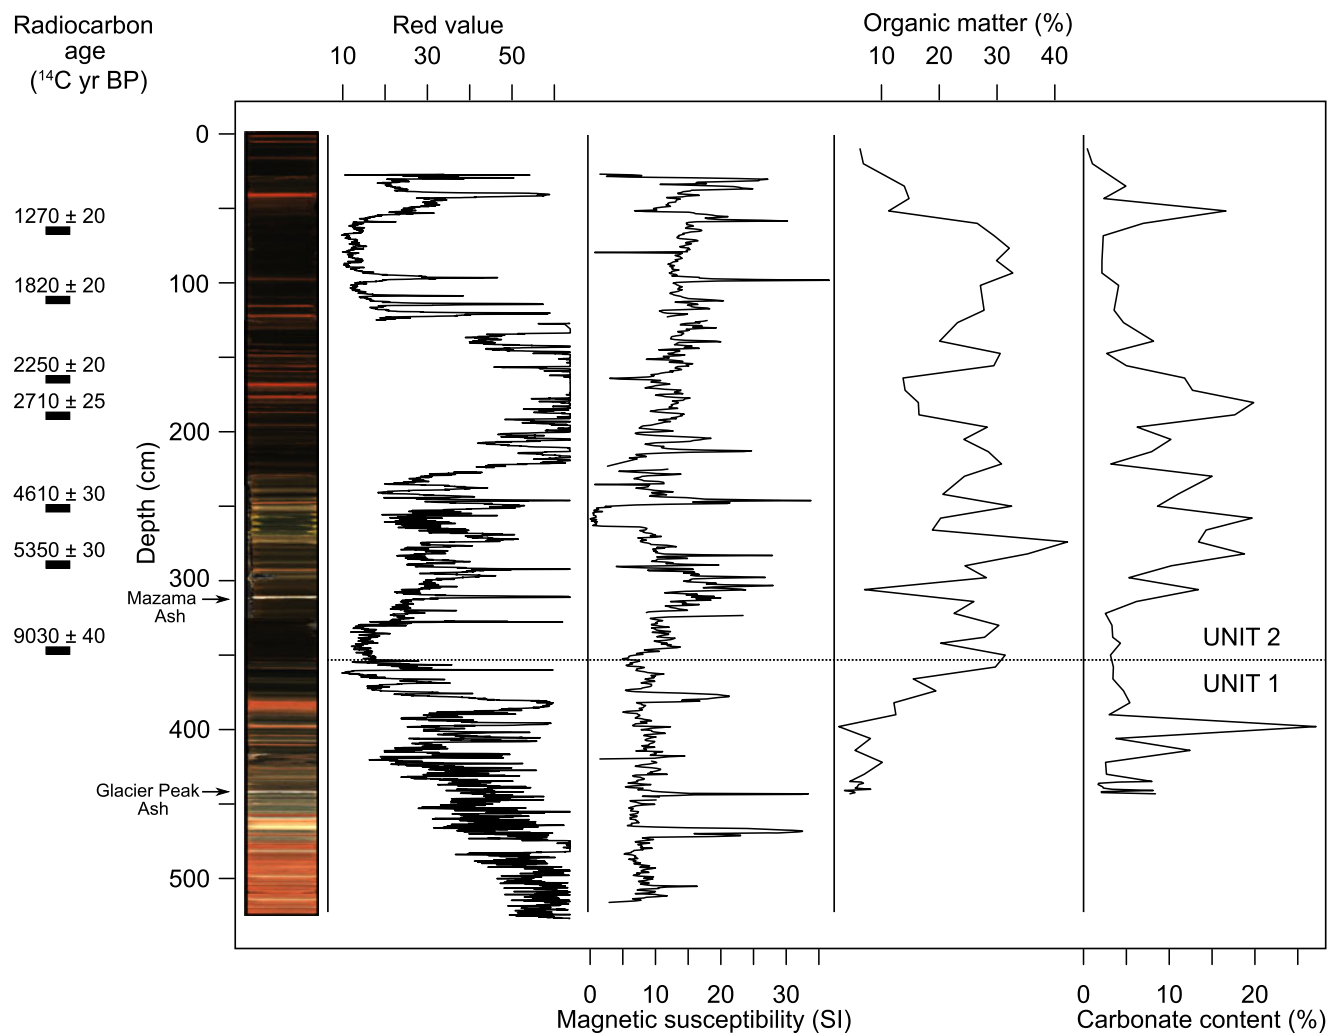 Radiocarbon
age
(¹⁴C yr BP)
Red value
10 30 50
Organic matter (%)
10 20 30 40
0
1270 ± 20
100
1820 ± 20
2250 ± 20
2710 ± 25
200
Depth (cm)
4610 ± 30
5350 ± 30
300
Mazama
Ash
9030 ± 40
UNIT 2
UNIT 1
400
Glacier Peak
Ash
500
0 10 20 30
Magnetic susceptibility (SI)
0 10 20
Carbonate content (%)